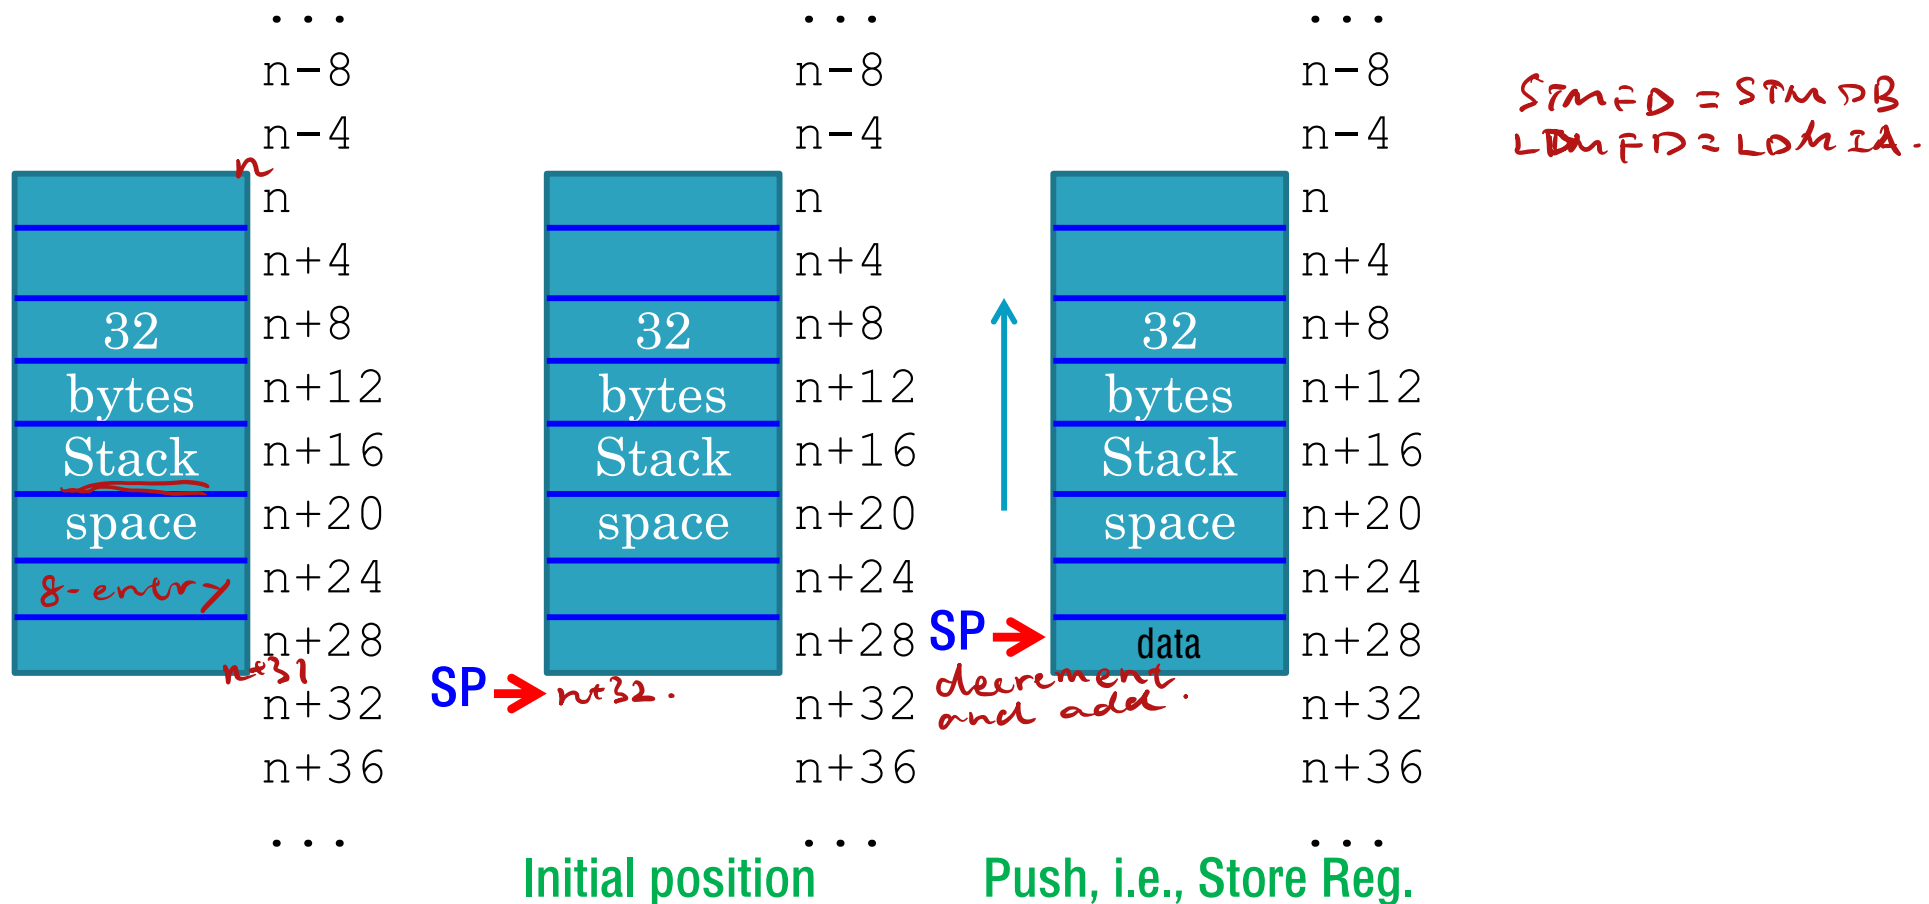 ...
n-8
n-4
n
n
n+4
n+8
n+12
n+16
n+20
n+24
n+28
n+32
n+36
...
32
bytes
Stack
space
8-entry
n+31
...
n-8
n-4
n
n+4
n+8
n+12
n+16
n+20
n+24
n+28
n+32
n+36
...
32
bytes
Stack
space
SP
n+32.
Initial position
...
n-8
n-4
n
n+4
n+8
n+12
n+16
n+20
n+24
n+28
n+32
n+36
...
32
bytes
Stack
space
data
SP
decrement
and add.
Push, i.e., Store Reg.
STMFD = STMDB
LDMFD = LDMIA.